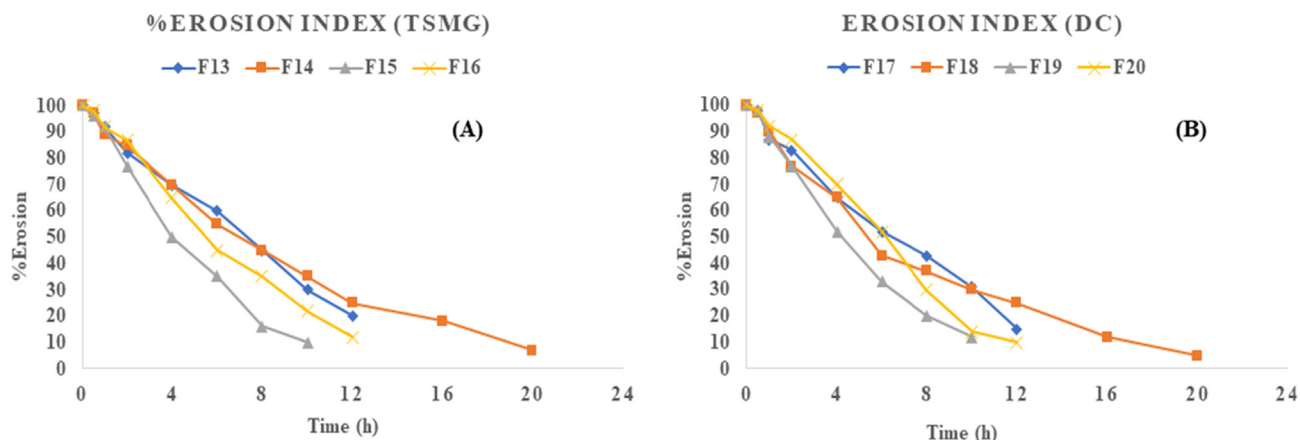 %EROSION INDEX (TSMG)
F13 F14 F15 F16
100
90
80
70
60
50
40
30
20
10
0
%Erosion
(A)
0 4 8 12 16 20 24
Time (h)
EROSION INDEX (DC)
F17 F18 F19 F20
100
90
80
70
60
50
40
30
20
10
0
%Erosion
(B)
0 4 8 12 16 20 24
Time (h)